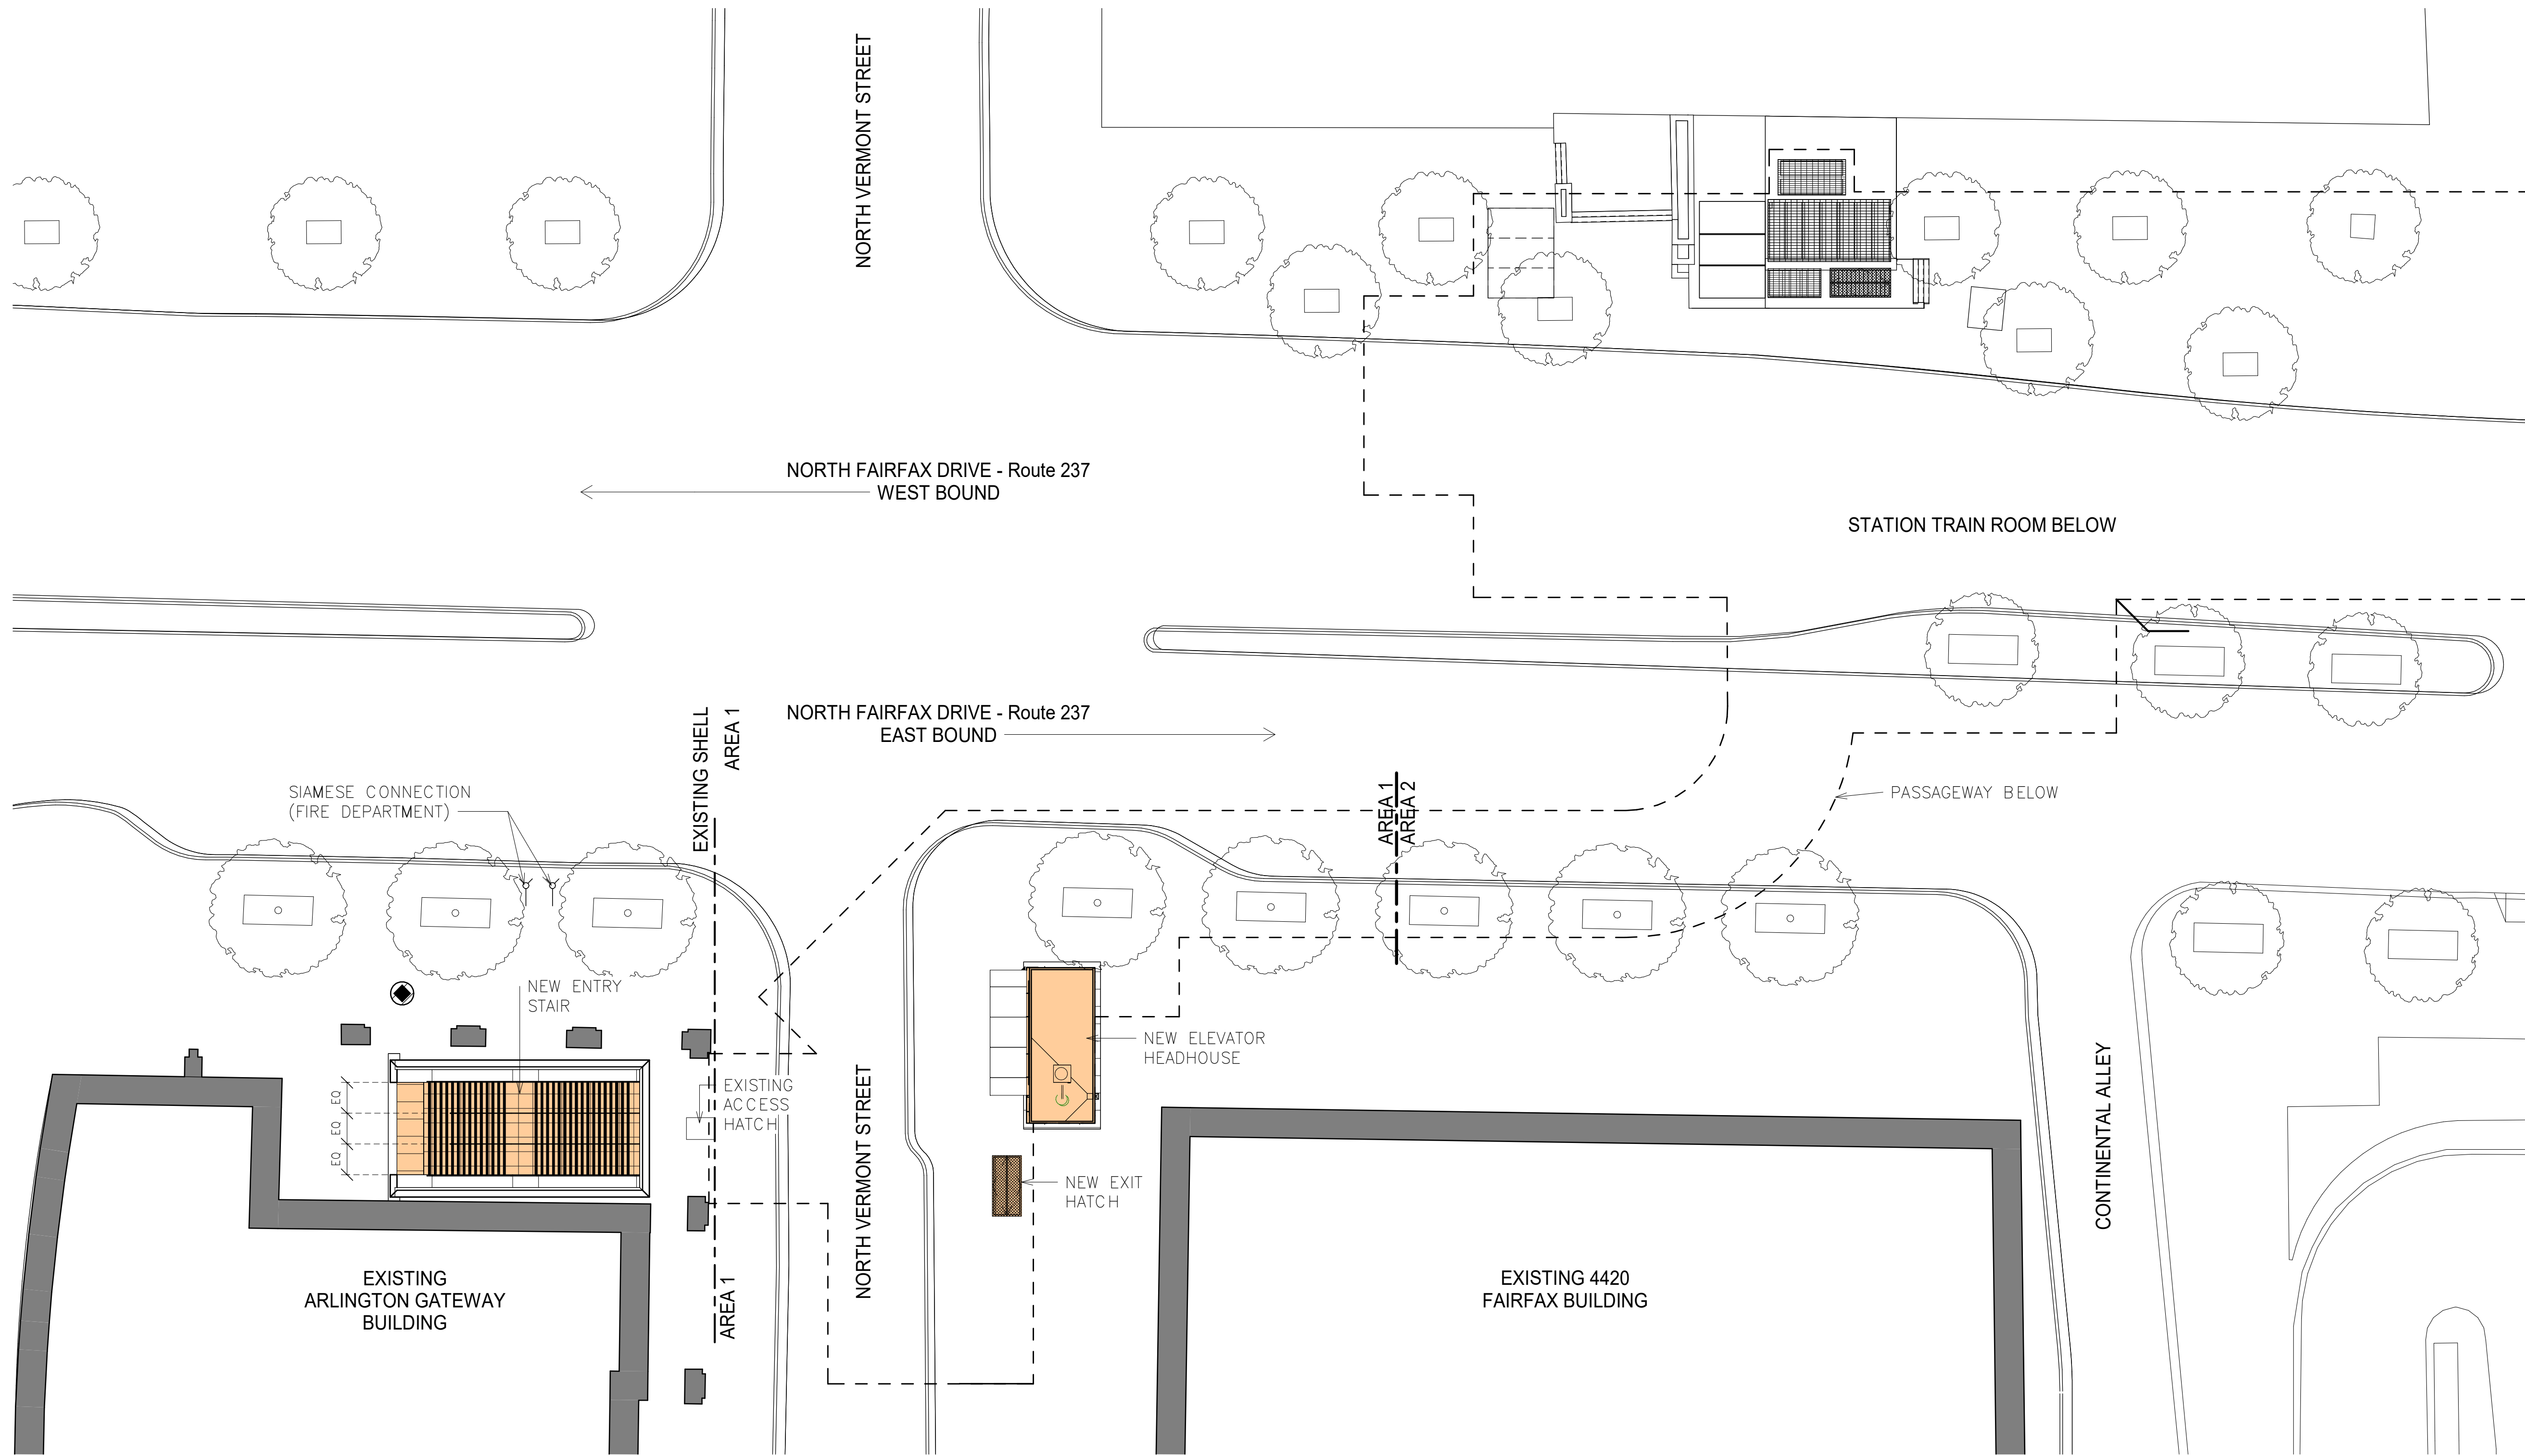 NORTH VERMONT STREET
NORTH FAIRFAX DRIVE - Route 237
WEST BOUND
STATION TRAIN ROOM BELOW
NORTH FAIRFAX DRIVE - Route 237
EAST BOUND
EXISTING SHELL
AREA 1
SIAMESE CONNECTION
(FIRE DEPARTMENT)
AREA 1
AREA 2
PASSAGEWAY BELOW
NEW ENTRY
STAIR
NEW ELEVATOR
HEADHOUSE
EXISTING
ACCESS
HATCH
EQ
EQ
EQ
NEW EXIT
HATCH
NORTH VERMONT STREET
CONTINENTAL ALLEY
AREA 1
EXISTING
ARLINGTON GATEWAY
BUILDING
EXISTING 4420
FAIRFAX BUILDING